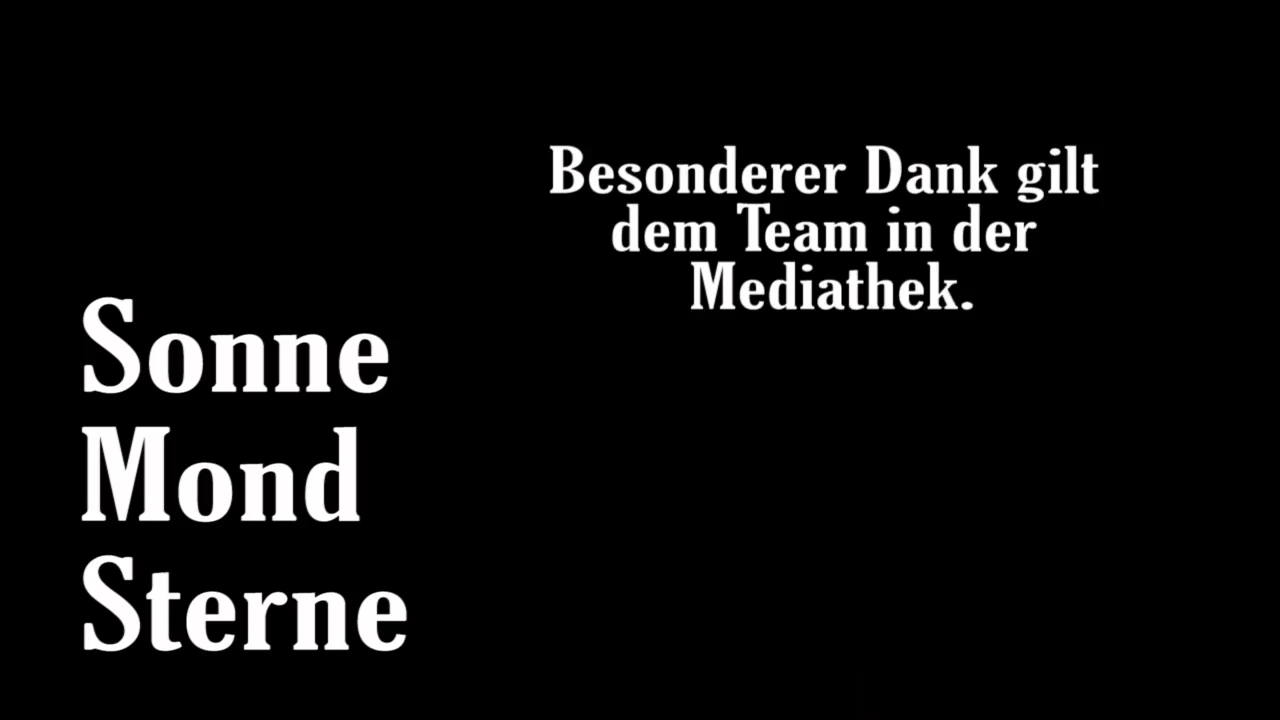 Besonderer Dank gilt
dem Team in der
Mediathek.
Sonne
Mond
Sterne